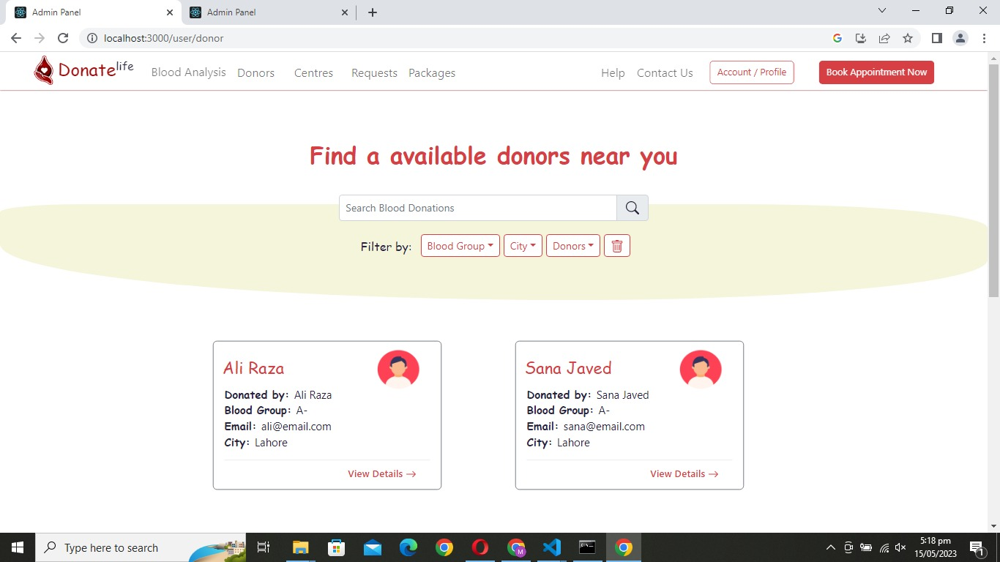 Admin Panel
Admin Panel
localhost:3000/user/donor
Donatelife
Blood Analysis
Donors
Centres
Requests
Packages
Help
Contact Us
Account / Profile
Book Appointment Now
Find a available donors near you
Search Blood Donations
Filter by:
Blood Group
City
Donors
Ali Raza
Donated by: Ali Raza
Blood Group: A-
Email: ali@email.com
City: Lahore
View Details
Sana Javed
Donated by: Sana Javed
Blood Group: A-
Email: sana@email.com
City: Lahore
View Details
Type here to search
M
5:18 pm
15/05/2023
1